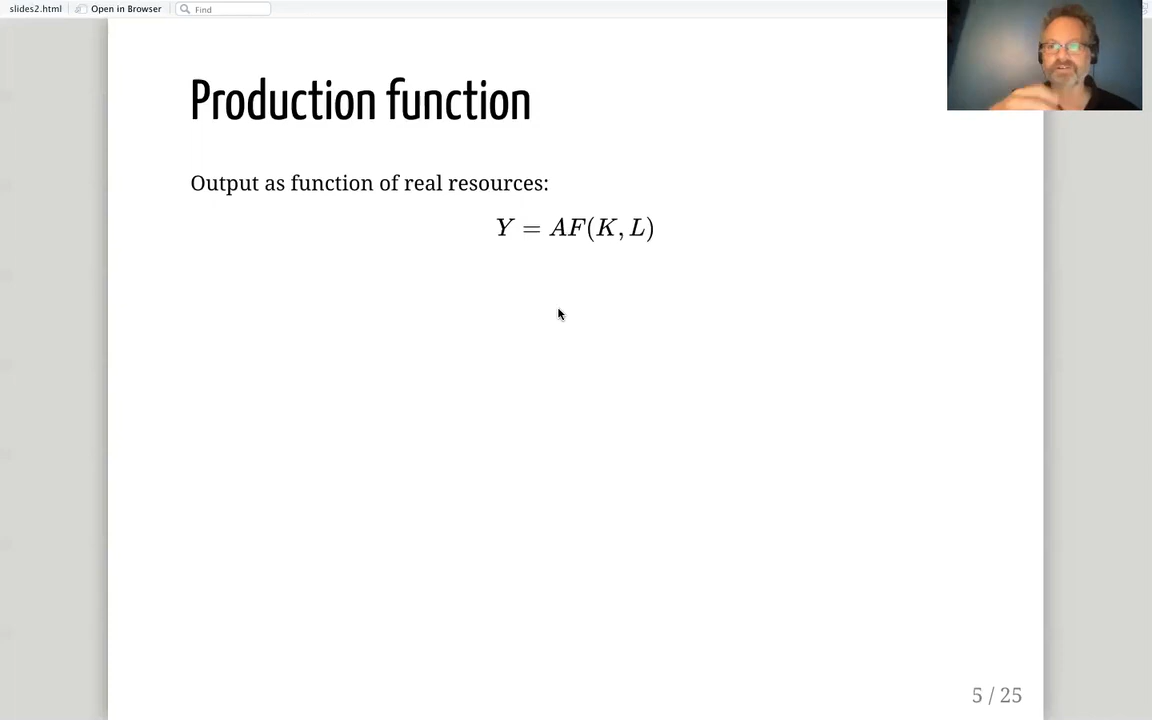 slides2.html Open in Browser Find
Production function
Output as function of real resources:
Y = AF(K, L)
5 / 25